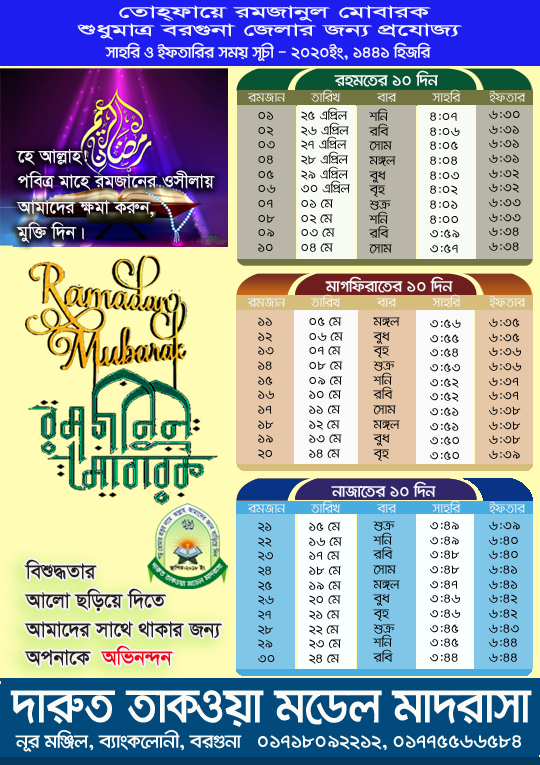 তোহ্ফায়ে রমজানুল মোবারক
শুধুমাত্র বরগুনা জেলার জন্য প্রযোজ্য
সাহরি ও ইফতারির সময় সূচী - ২০২০ইং, ১৪৪১ হিজরি
হে আল্লাহ!
পবিত্র মাহে রমজানের ওসীলায়
আমাদের ক্ষমা করুন,
মুক্তি দিন।
রহমতের ১০ দিন
রমজান তারিখ বার সাহরি ইফতার
০১ ২৫ এপ্রিল শনি ৪:০৭ ৬:৩০
০২ ২৬ এপ্রিল রবি ৪:০৬ ৬:৩১
০৩ ২৭ এপ্রিল সোম ৪:০৫ ৬:৩১
০৪ ২৮ এপ্রিল মঙ্গল ৪:০৪ ৬:৩১
০৫ ২৯ এপ্রিল বুধ ৪:০৩ ৬:৩২
০৬ ৩০ এপ্রিল বৃহ ৪:০২ ৬:৩২
০৭ ০১ মে শুক্র ৪:০১ ৬:৩৩
০৮ ০২ মে শনি ৪:০০ ৬:৩৩
০৯ ০৩ মে রবি ৩:৫৯ ৬:৩৪
১০ ০৪ মে সোম ৩:৫৭ ৬:৩৪
Ramadan
Mubarak
রমজানুল
মোবারক
মাগফিরাতের ১০ দিন
রমজান তারিখ বার সাহরি ইফতার
১১ ০৫ মে মঙ্গল ৩:৫৬ ৬:৩৫
১২ ০৬ মে বুধ ৩:৫৫ ৬:৩৫
১৩ ০৭ মে বৃহ ৩:৫৪ ৬:৩৬
১৪ ০৮ মে শুক্র ৩:৫৩ ৬:৩৬
১৫ ০৯ মে শনি ৩:৫২ ৬:৩৭
১৬ ১০ মে রবি ৩:৫২ ৬:৩৭
১৭ ১১ মে সোম ৩:৫১ ৬:৩৮
১৮ ১২ মে মঙ্গল ৩:৫১ ৬:৩৮
১৯ ১৩ মে বুধ ৩:৫০ ৬:৩৮
২০ ১৪ মে বৃহ ৩:৫০ ৬:৩৯
নাজাতের ১০ দিন
রমজান তারিখ বার সাহরি ইফতার
২১ ১৫ মে শুক্র ৩:৪৯ ৬:৩৯
২২ ১৬ মে শনি ৩:৪৯ ৬:৪০
২৩ ১৭ মে রবি ৩:৪৮ ৬:৪০
২৪ ১৮ মে সোম ৩:৪৮ ৬:৪১
২৫ ১৯ মে মঙ্গল ৩:৪৭ ৬:৪১
২৬ ২০ মে বুধ ৩:৪৬ ৬:৪২
২৭ ২১ মে বৃহ ৩:৪৬ ৬:৪২
২৮ ২২ মে শুক্র ৩:৪৫ ৬:৪৩
২৯ ২৩ মে শনি ৩:৪৫ ৬:৪৪
৩০ ২৪ মে রবি ৩:৪৪ ৬:৪৪
স্থাপিত-২০১৮ ইং
দারুত তাকওয়া মডেল মাদরাসা
বিশুদ্ধতার
আলো ছড়িয়ে দিতে
আমাদের সাথে থাকার জন্য
অপনাকে অভিনন্দন
দারুত তাকওয়া মডেল মাদরাসা
নূর মঞ্জিল, ব্যাংকলোনী, বরগুনা ০১৭১৮০৯২২১২, ০১৭৭৫৫৬৬৫৮৪